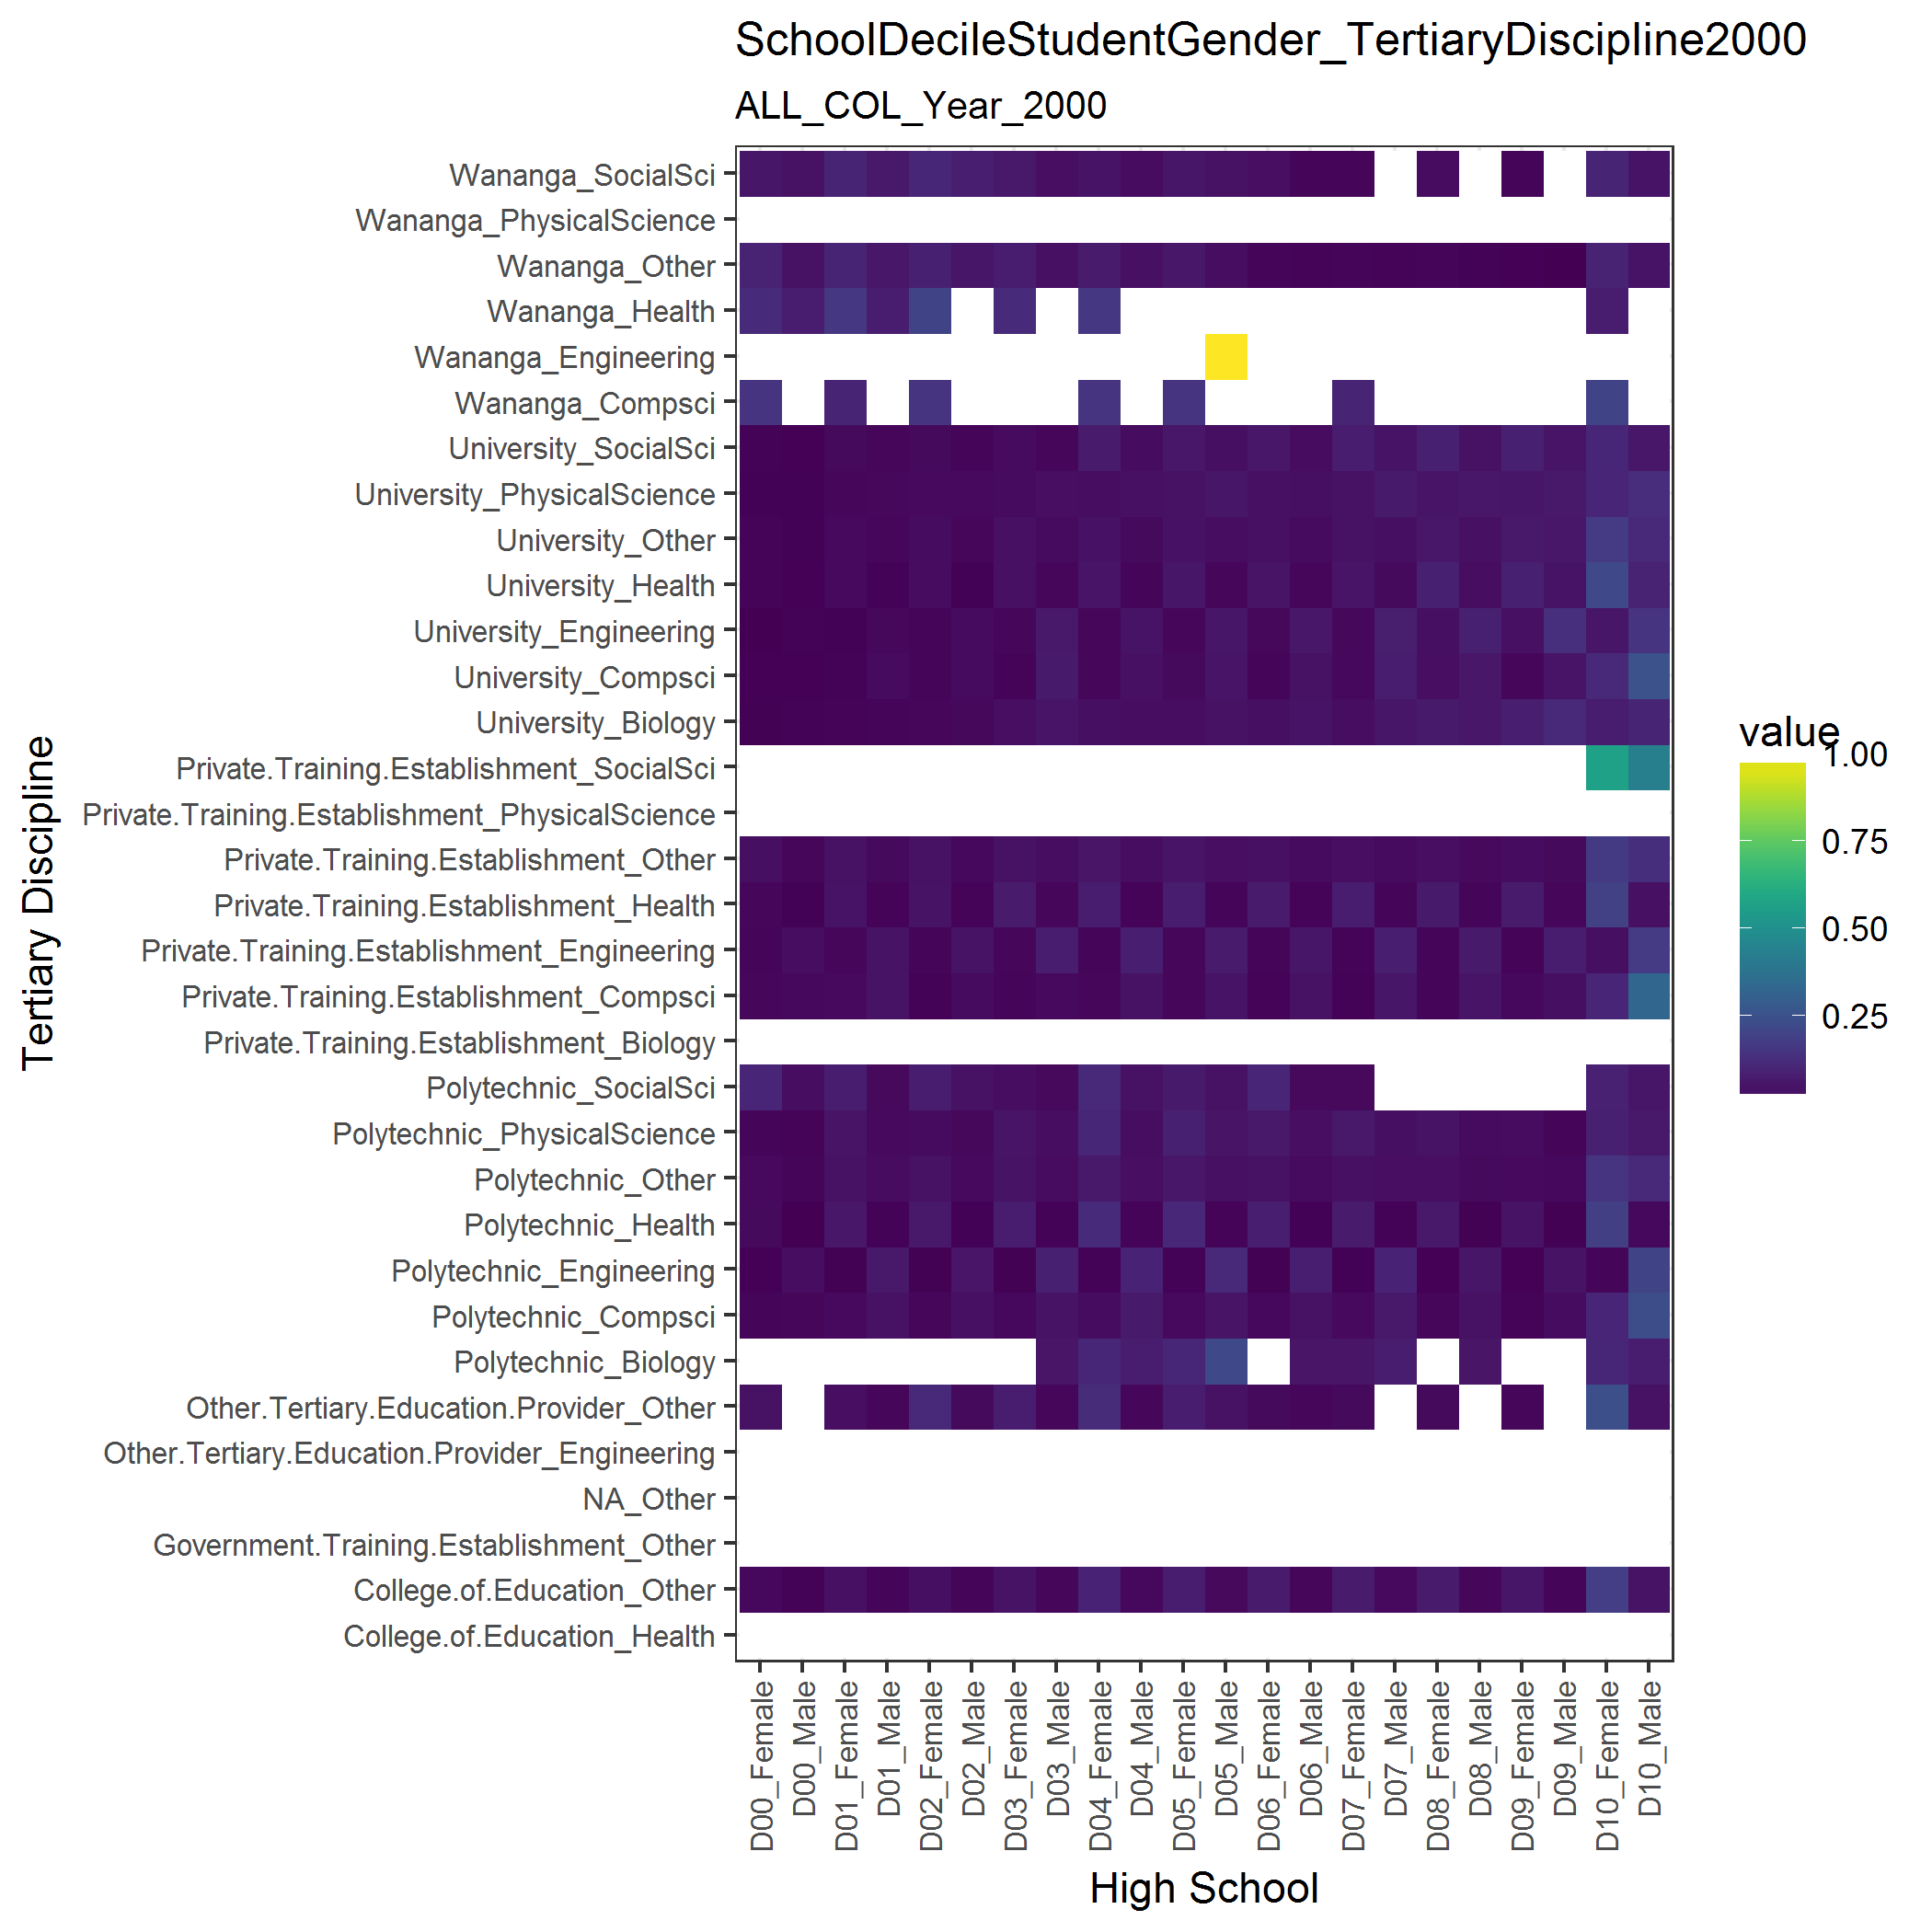 SchoolDecileStudentGender_TertiaryDiscipline2000
ALL_COL_Year_2000
Tertiary Discipline
Wananga_SocialSci
Wananga_PhysicalScience
Wananga_Other
Wananga_Health
Wananga_Engineering
Wananga_Compsci
University_SocialSci
University_PhysicalScience
University_Other
University_Health
University_Engineering
University_Compsci
University_Biology
Private.Training.Establishment_SocialSci
Private.Training.Establishment_PhysicalScience
Private.Training.Establishment_Other
Private.Training.Establishment_Health
Private.Training.Establishment_Engineering
Private.Training.Establishment_Compsci
Private.Training.Establishment_Biology
Polytechnic_SocialSci
Polytechnic_PhysicalScience
Polytechnic_Other
Polytechnic_Health
Polytechnic_Engineering
Polytechnic_Compsci
Polytechnic_Biology
Other.Tertiary.Education.Provider_Other
Other.Tertiary.Education.Provider_Engineering
NA_Other
Government.Training.Establishment_Other
College.of.Education_Other
College.of.Education_Health
D00_Female
D00_Male
D01_Female
D01_Male
D02_Female
D02_Male
D03_Female
D03_Male
D04_Female
D04_Male
D05_Female
D05_Male
D06_Female
D06_Male
D07_Female
D07_Male
D08_Female
D08_Male
D09_Female
D09_Male
D10_Female
D10_Male
High School
value
1.00
0.75
0.50
0.25